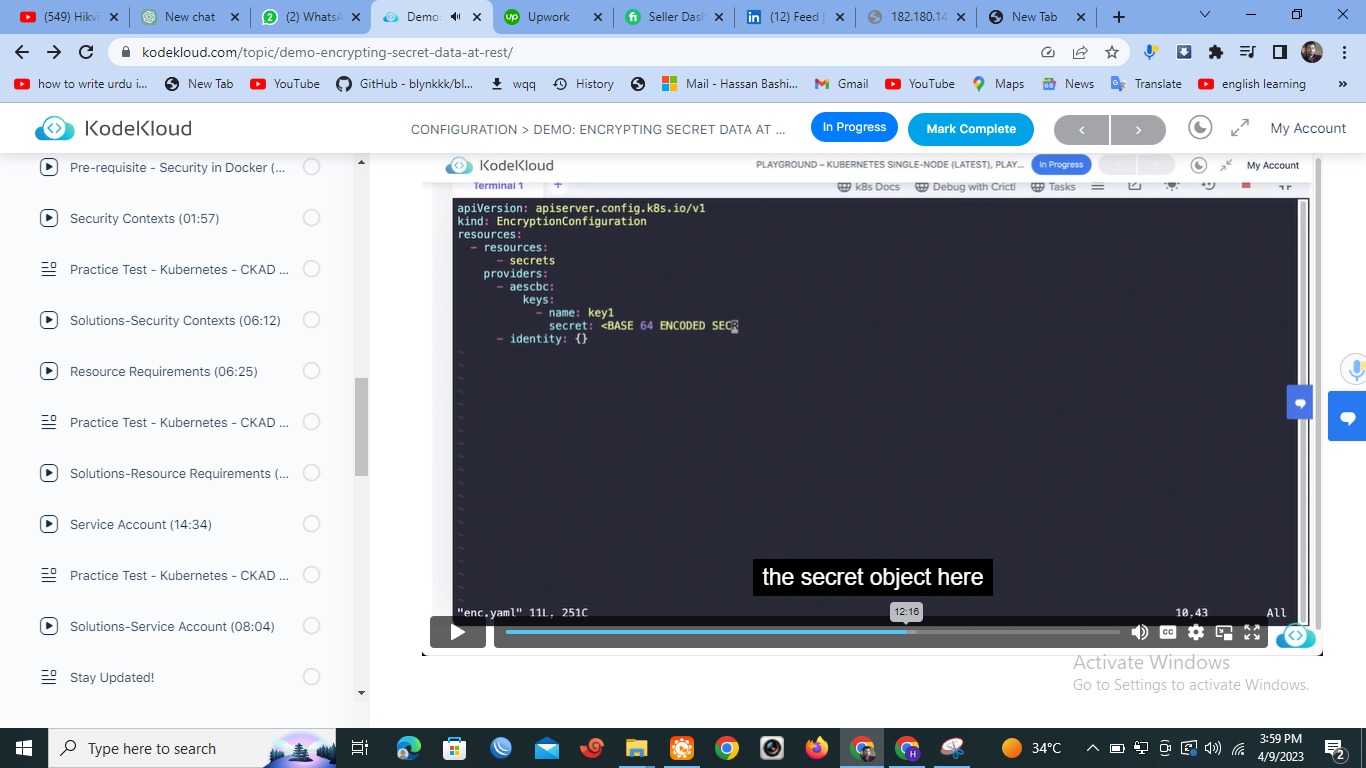 (549) Hikvi
New chat
(2) WhatsA
Demo:
Upwork
Seller Dash
(12) Feed |
182.180.14
New Tab
kodekloud.com/topic/demo-encrypting-secret-data-at-rest/
how to write urdu i...
New Tab
YouTube
GitHub - blynkkk/bl...
wqq
History
Mail - Hassan Bashi...
Gmail
YouTube
Maps
News
Translate
english learning
»
KodeKloud
CONFIGURATION > DEMO: ENCRYPTING SECRET DATA AT ...
In Progress
Mark Complete
My Account
Pre-requisite - Security in Docker (...
Security Contexts (01:57)
Practice Test - Kubernetes - CKAD ...
Solutions-Security Contexts (06:12)
Resource Requirements (06:25)
Practice Test - Kubernetes - CKAD ...
Solutions-Resource Requirements (...
Service Account (14:34)
Practice Test - Kubernetes - CKAD ...
Solutions-Service Account (08:04)
Stay Updated!
KodeKloud
PLAYGROUND – KUBERNETES SINGLE-NODE (LATEST), PLAY...
In Progress
My Account
Terminal 1
+
k8s Docs
Debug with Crictl
Tasks
apiVersion: apiserver.config.k8s.io/v1
kind: EncryptionConfiguration
resources:
- resources:
- secrets
providers:
- aescbc:
keys:
- name: key1
secret: <BASE 64 ENCODED SECR
- identity: {}
the secret object here
"enc.yaml" 11L, 251C
10,43
All
12:16
CC
Activate Windows
Go to Settings to activate Windows.
Type here to search
34°C
3:59 PM
4/9/2023
2